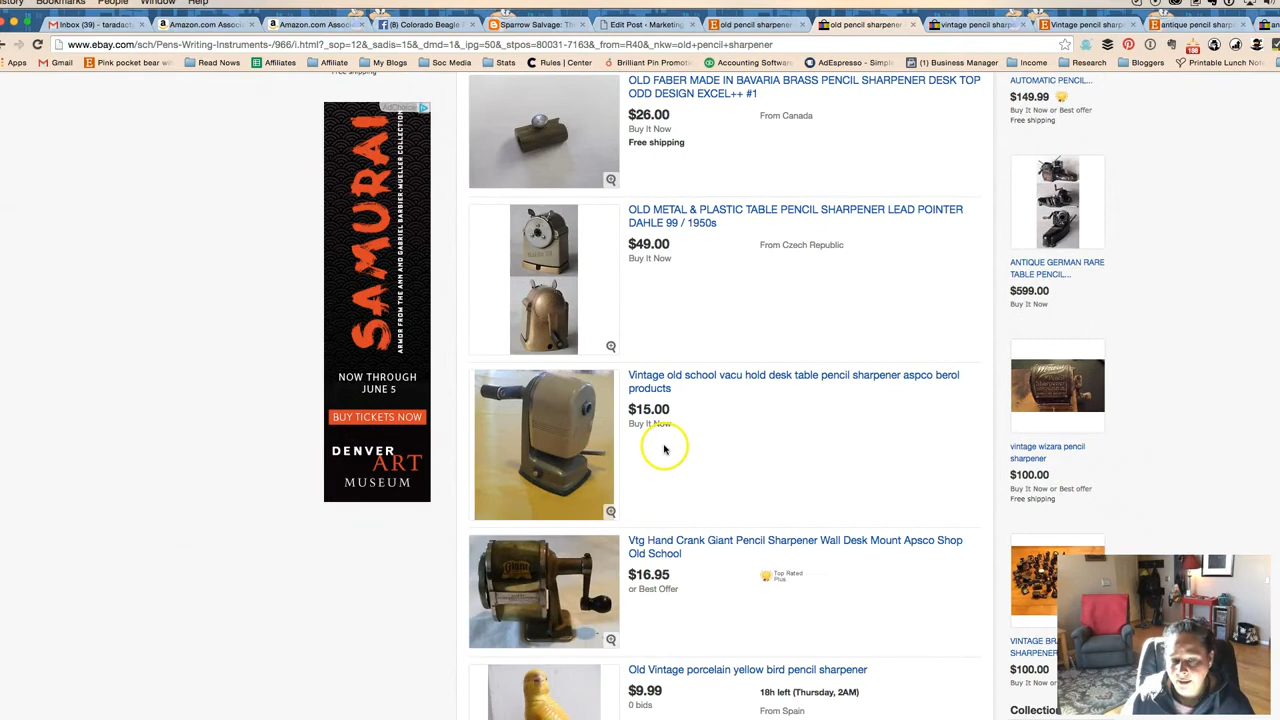 History Bookmarks People Window Help
Inbox (39) - taradact
Amazon.com Associ
Amazon.com Associ
(8) Colorado Beagle
Sparrow Salvage: Th
Edit Post ‹ Marketing
old pencil sharpener
old pencil sharpener
vintage pencil sharp
Vintage pencil sharp
antique pencil sharp
www.ebay.com/sch/Pens-Writing-Instruments-/966/i.html?_sop=12&_sadis=15&_dmd=1&_ipg=50&_stpos=80031-7163&_from=R40&_nkw=old+pencil+sharpener
Apps
Gmail
Pink pocket bear
Read Nows
Affiliates
Affiliate
My Blogs
Soc Media
Stats
Rules | Center
Brilliant Pin Promotion
Accounting Software
AdEspresso - Simple
(1) Business Manager
Income
Research
Bloggers
Printable Lunch Note
Free shipping
AdChoice
SAMURAI
ARMOR FROM THE ANN AND GABRIEL BARBIER-MUELLER COLLECTION
NOW THROUGH
JUNE 5
BUY TICKETS NOW
DENVER
ART
MUSEUM
OLD FABER MADE IN BAVARIA BRASS PENCIL SHARPENER DESK TOP
ODD DESIGN EXCEL++ #1
$26.00
From Canada
Buy It Now
Free shipping
OLD METAL & PLASTIC TABLE PENCIL SHARPENER LEAD POINTER
DAHLE 99 / 1950s
$49.00
From Czech Republic
Buy It Now
Vintage old school vacu hold desk table pencil sharpener aspco berol
products
$15.00
Buy It Now
Vtg Hand Crank Giant Pencil Sharpener Wall Desk Mount Apsco Shop
Old School
$16.95
Top Rated
Plus
or Best Offer
Giant
Old Vintage porcelain yellow bird pencil sharpener
$9.99
18h left (Thursday, 2AM)
0 bids
From Spain
AUTOMATIC PENCIL...
$149.99
Buy It Now or Best offer
Free shipping
ANTIQUE GERMAN RARE
TABLE PENCIL...
$599.00
Buy It Now
vintage wizara pencil
sharpener
$100.00
Buy It Now or Best offer
Free shipping
VINTAGE
SHARPENER
$100.00
Buy It Now
Collection